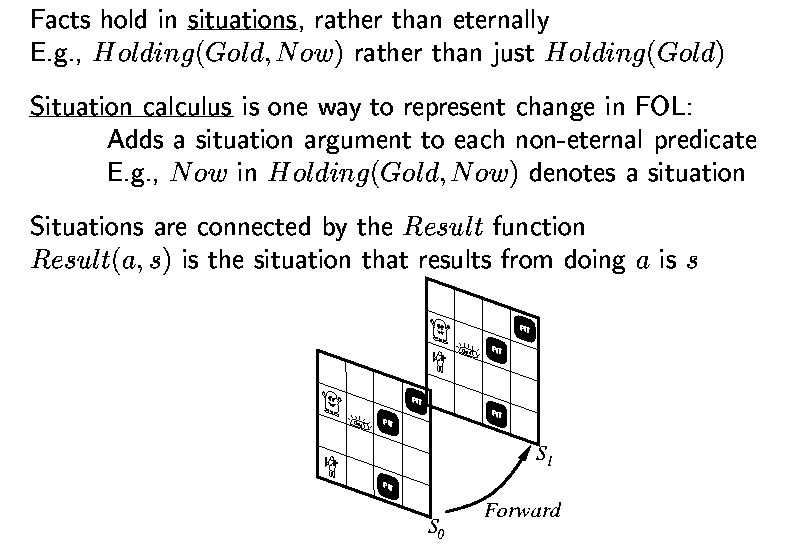 Facts hold in situations, rather than eternally
E.g., Holding(Gold, Now) rather than just Holding(Gold)
Situation calculus is one way to represent change in FOL:
Adds a situation argument to each non-eternal predicate
E.g., Now in Holding(Gold, Now) denotes a situation
Situations are connected by the Result function
Result(a, s) is the situation that results from doing a is s
PIT
PIT
PIT
PIT
PIT
PIT
S1
Forward
S0